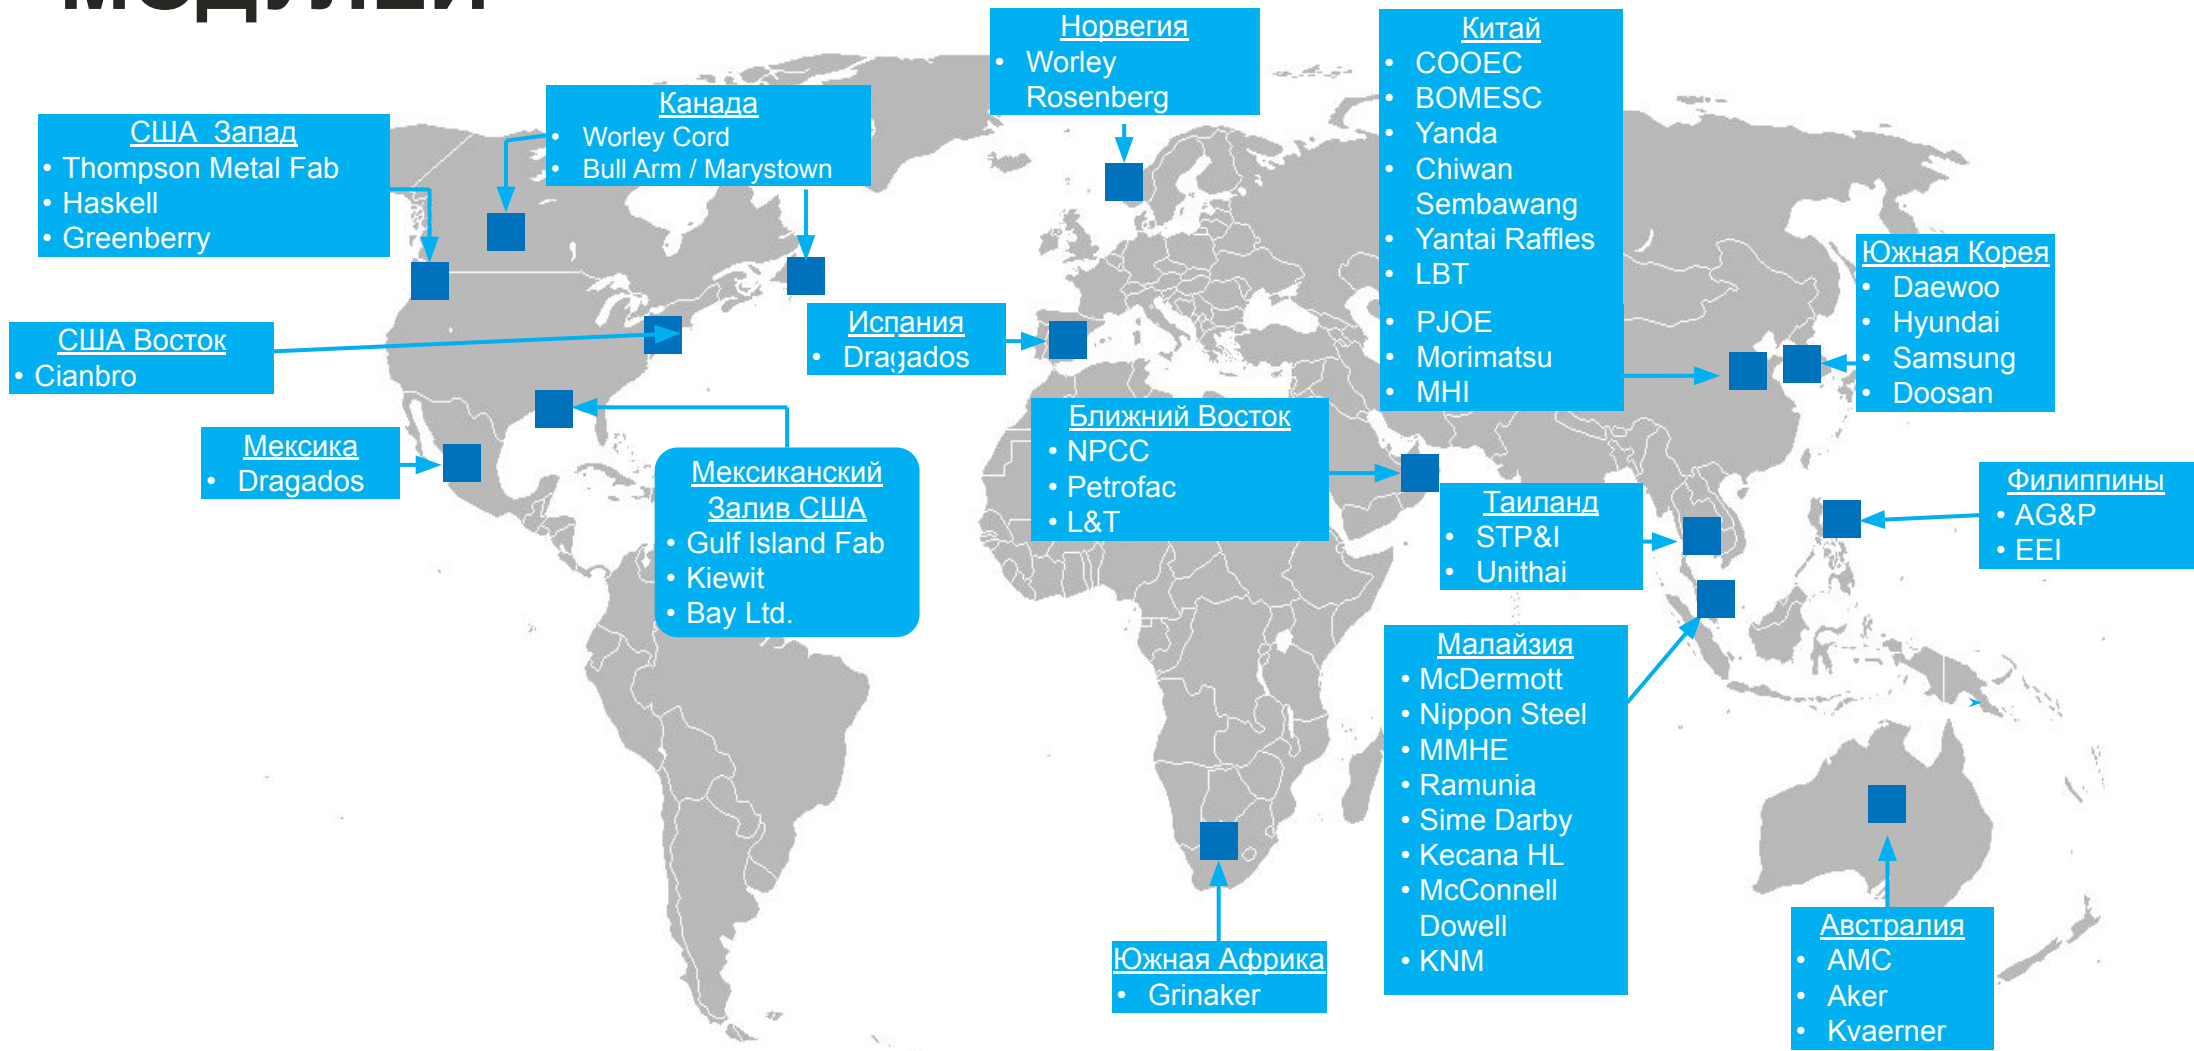 МОДУЛЕЙ
Норвегия
• Worley
Rosenberg
Китай
• COOEC
• BOMESC
• Yanda
• Chiwan
Sembawang
• Yantai Raffles
• LBT
• PJOE
• Morimatsu
• MHI
Канада
• Worley Cord
• Bull Arm / Marystown
США Запад
• Thompson Metal Fab
• Haskell
• Greenberry
Южная Корея
• Daewoo
• Hyundai
• Samsung
• Doosan
Испания
• Dragados
США Восток
• Cianbro
Ближний Восток
• NPCC
• Petrofac
• L&T
Мексика
• Dragados
Мексиканский
Залив США
• Gulf Island Fab
• Kiewit
• Bay Ltd.
Таиланд
• STP&I
• Unithai
Филиппины
• AG&P
• EEI
Малайзия
• McDermott
• Nippon Steel
• MMHE
• Ramunia
• Sime Darby
• Kecana HL
• McConnell
Dowell
• KNM
Южная Африка
• Grinaker
Австралия
• AMC
• Aker
• Kvaerner